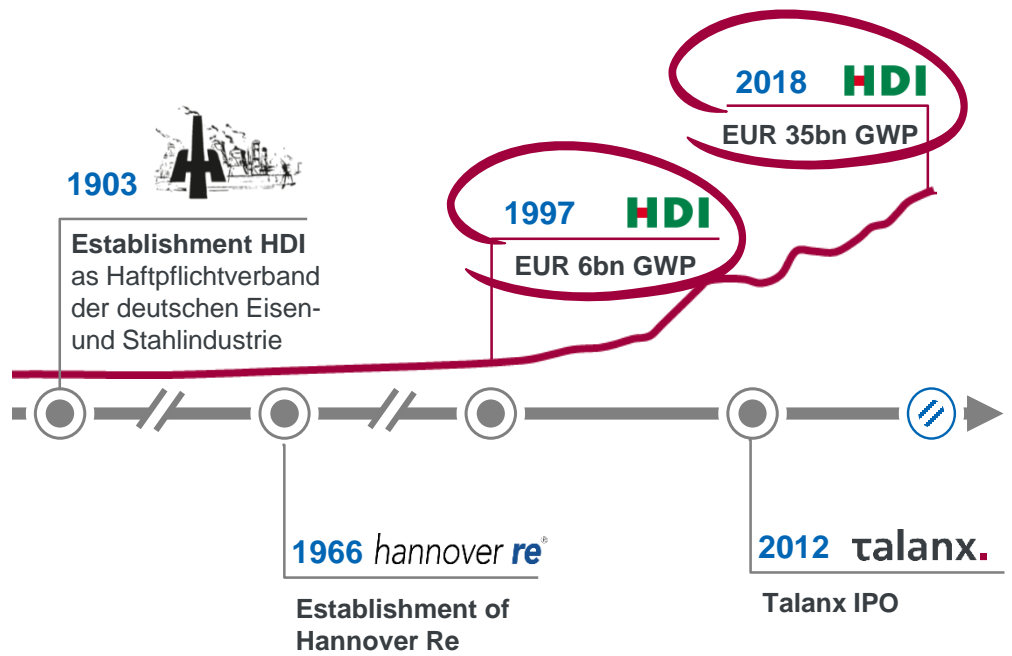 2018 HDI
EUR 35bn GWP
1903
1997 HDI
EUR 6bn GWP
Establishment HDI
as Haftpflichtverband
der deutschen Eisen-
und Stahlindustrie
1966 hannover re®
Establishment of
Hannover Re
2012 talanx.
Talanx IPO